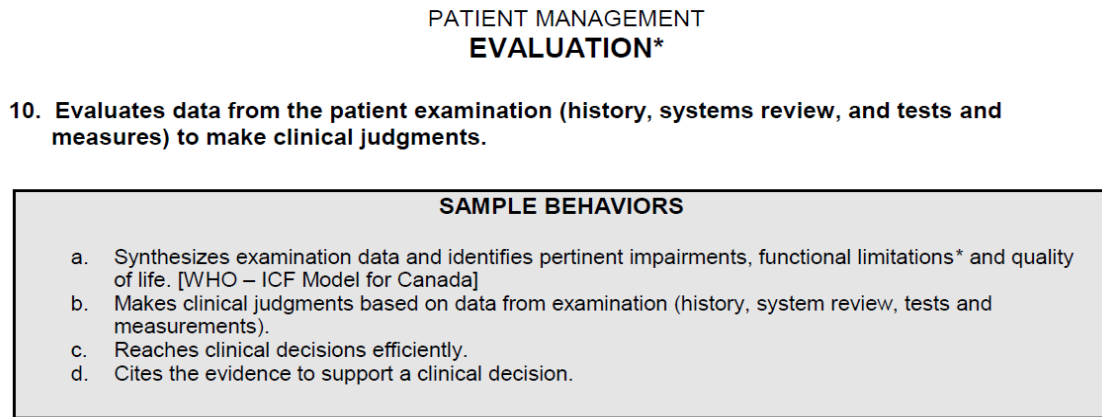 PATIENT MANAGEMENT
EVALUATION*
10. Evaluates data from the patient examination (history, systems review, and tests and
measures) to make clinical judgments.
SAMPLE BEHAVIORS
a. Synthesizes examination data and identifies pertinent impairments, functional limitations* and quality
of life. [WHO – ICF Model for Canada]
b. Makes clinical judgments based on data from examination (history, system review, tests and
measurements).
c. Reaches clinical decisions efficiently.
d. Cites the evidence to support a clinical decision.